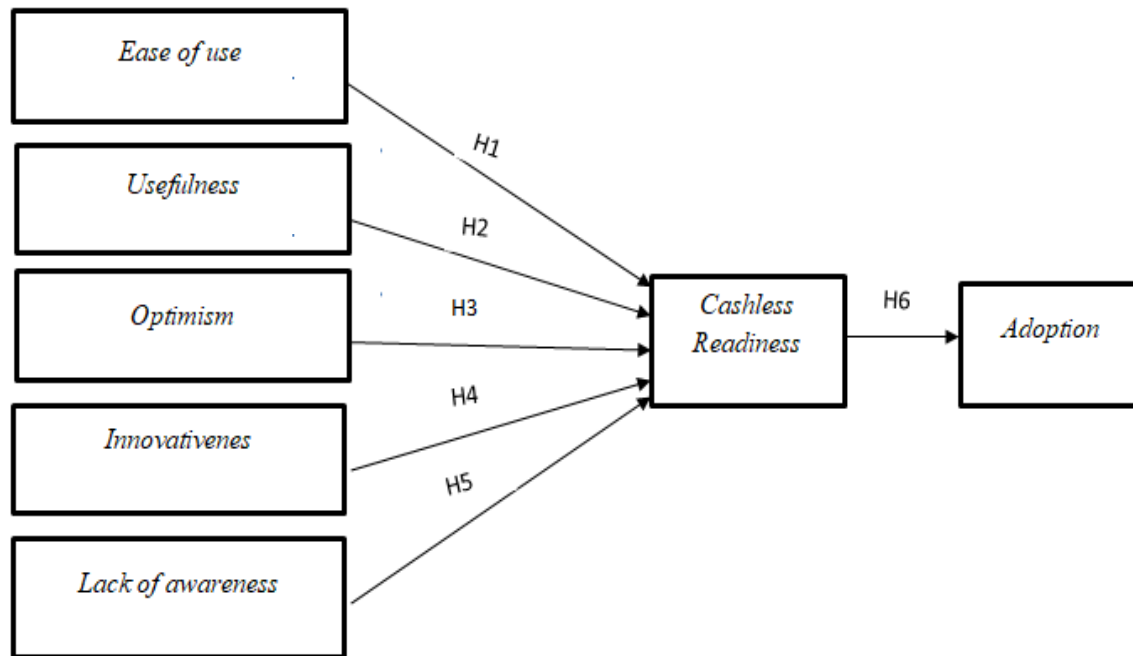 Ease of use
H1
Usefulness
H2
Optimism
H3
Innovativenes
H4
Lack of awareness
H5
Cashless
Readiness
H6
Adoption